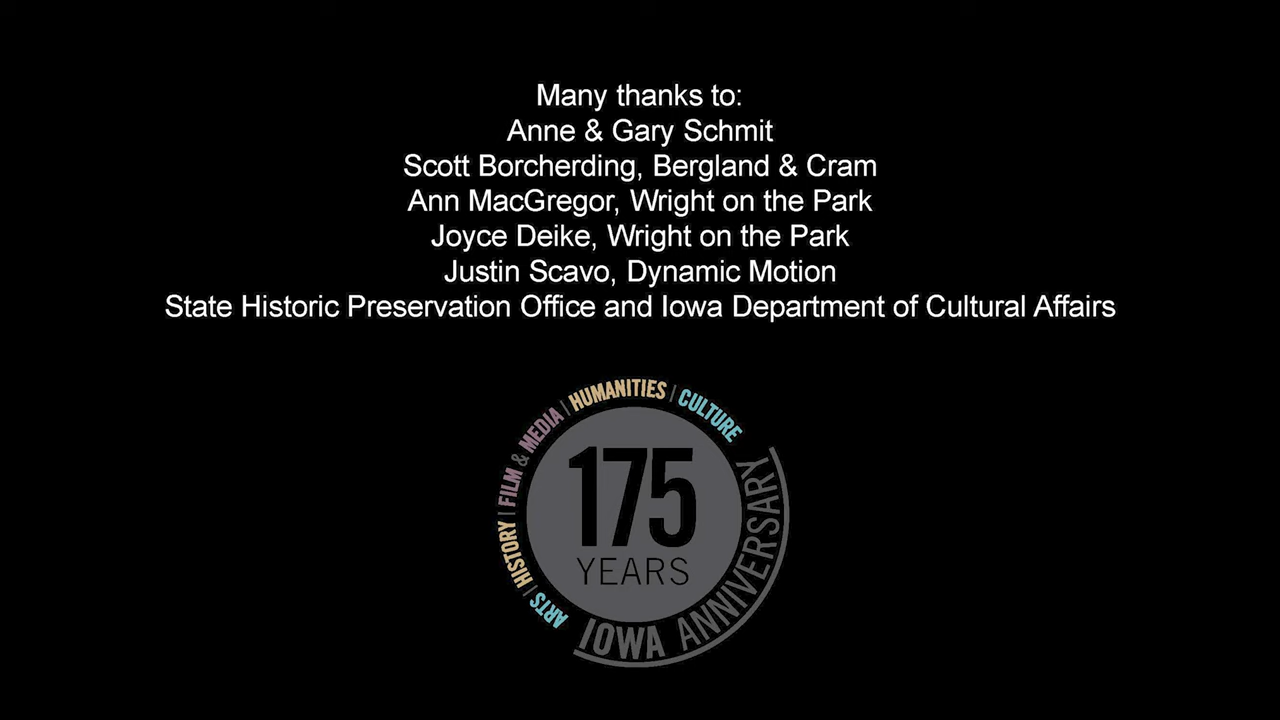 Many thanks to:
Anne & Gary Schmit
Scott Borcherding, Bergland & Cram
Ann MacGregor, Wright on the Park
Joyce Deike, Wright on the Park
Justin Scavo, Dynamic Motion
State Historic Preservation Office and Iowa Department of Cultural Affairs
ARTS | HISTORY | FILM & MEDIA | HUMANITIES | CULTURE
175
YEARS
IOWA ANNIVERSARY